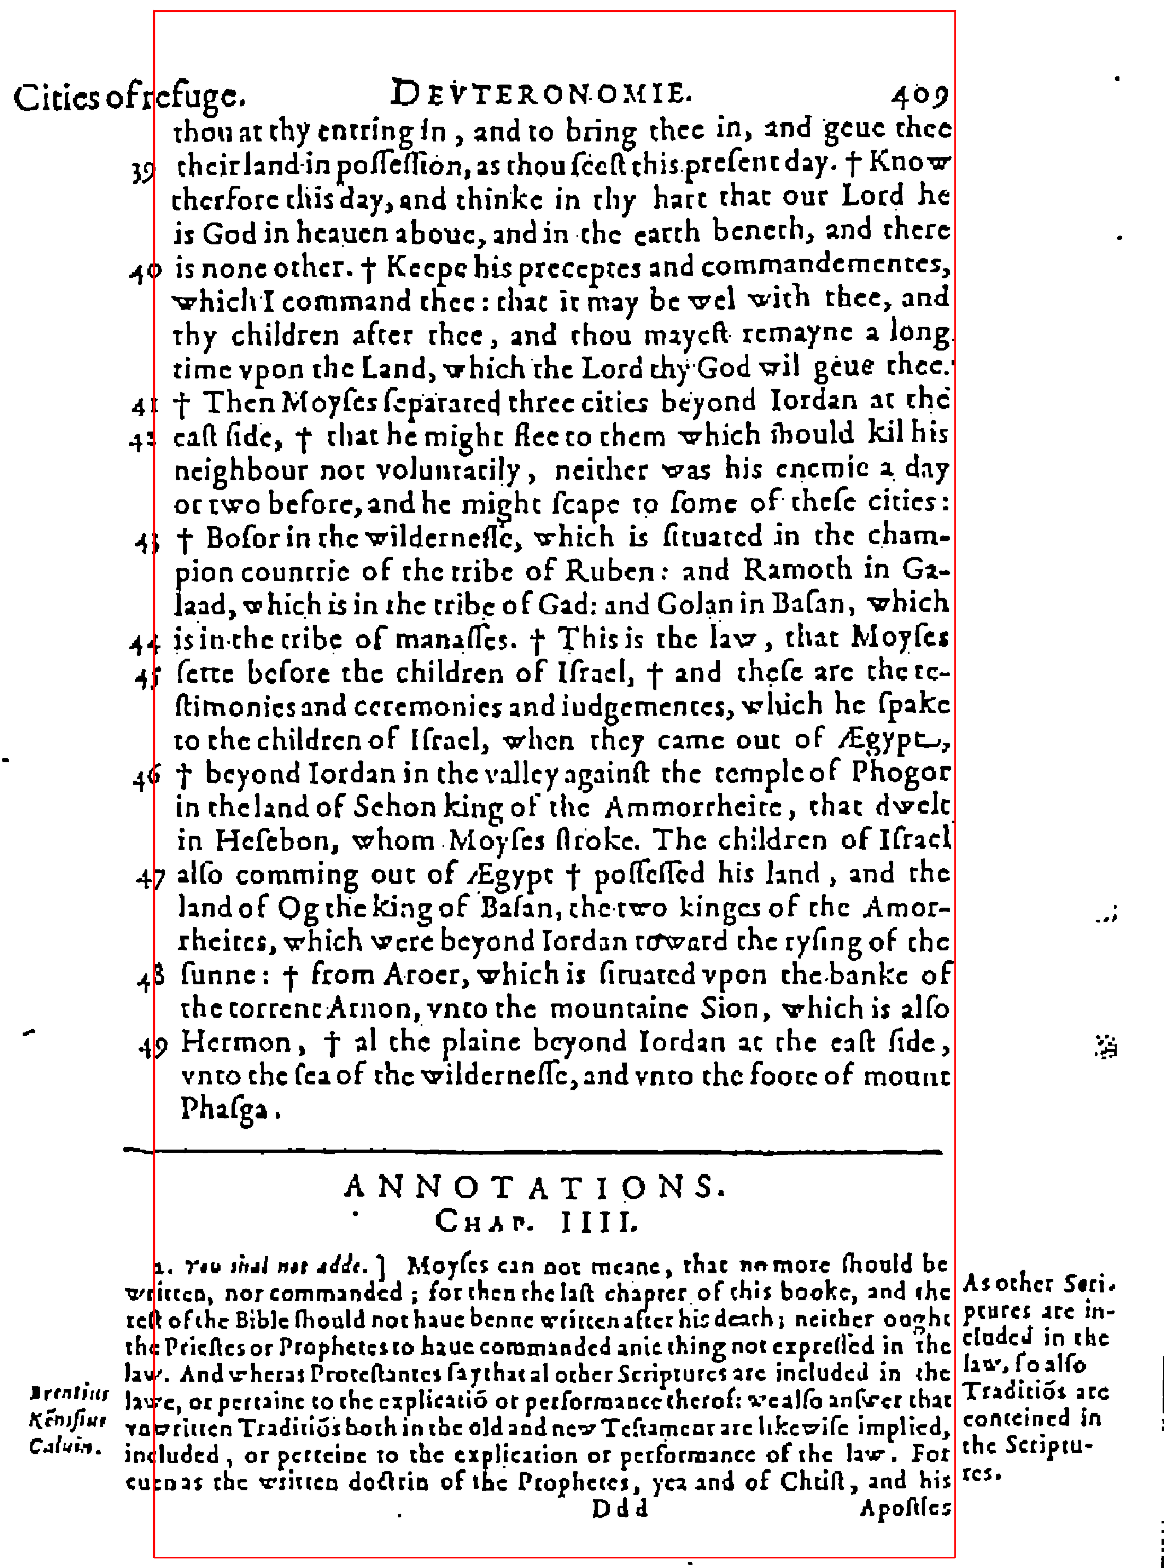 Cities of refuge. DEVTERONOMIE. 409
thou at thy entring in, and to bring thee in, and geue thee
39 their land in poſſeſſion, as thou ſeeſt this preſent day. † Know
therfore this day, and thinke in thy hart that our Lord he
is God in heauen aboue, and in the earth beneth, and there
40 is none other. † Keepe his preceptes and commandementes,
which I command thee: that it may be wel with thee, and
thy children after thee, and thou mayeſt remayne a long
time vpon the Land, which the Lord thy God wil geue thee.
41 † Then Moyſes ſeparated three cities beyond Iordan at the
42 eaſt ſide, † that he might flee to them which ſhould kil his
neighbour not voluntarily, neither was his enemie a day
or two before, and he might ſcape to ſome of theſe cities:
43 † Boſor in the wilderneſſe, which is ſituated in the cham-
pion countrie of the tribe of Ruben: and Ramoth in Ga-
laad, which is in the tribe of Gad: and Golan in Baſan, which
44 is in the tribe of manaſſes. † This is the law, that Moyſes
45 ſette before the children of Iſrael, † and theſe are the te-
ſtimonies and ceremonies and iudgementes, which he ſpake
to the children of Iſrael, when they came out of Ægypt,
46 † beyond Iordan in the valley againſt the temple of Phogor
in the land of Sehon king of the Ammorrheite, that dwelt
in Heſebon, whom Moyſes ſtroke. The children of Iſrael
47 alſo comming out of Ægypt † poſſeſſed his land, and the
land of Og the king of Baſan, the two kinges of the Amor-
rheites, which were beyond Iordan toward the ryſing of the
48 ſunne: † from Aroer, which is ſituated vpon the banke of
the torrent Arnon, vnto the mountaine Sion, which is alſo
49 Hermon, † al the plaine beyond Iordan at the eaſt ſide,
vnto the ſea of the wilderneſſe, and vnto the foote of mount
Phaſga.
ANNOTATIONS.
CHAP. IIII.
2. You shal not adde.] Moyſes can not meane, that no more ſhould be
written, nor commanded; for then the laſt chapter of this booke, and the
reſt of the Bible ſhould not haue benne written after his death; neither ought
the Prieſtes or Prophetes to haue commanded anie thing not expreſſed in the
law. And wheras Proteſtantes ſay that al other Scriptures are included in the
lawe, or pertaine to the explicatiõ or performance therof: we alſo anſwer that
vnwritten Traditiõs both in the old and new Teſtament are likewiſe implied,
included, or perteine to the explication or performance of the law. For
euen as the written doctrin of the Prophetes, yea and of Chriſt, and his
Brentius
Kẽniſius
Caluin.
As other Scri-
ptures are in-
cluded in the
law, ſo alſo
Traditiõs are
conteined in
the Scriptu-
res.
Ddd Apoſtles